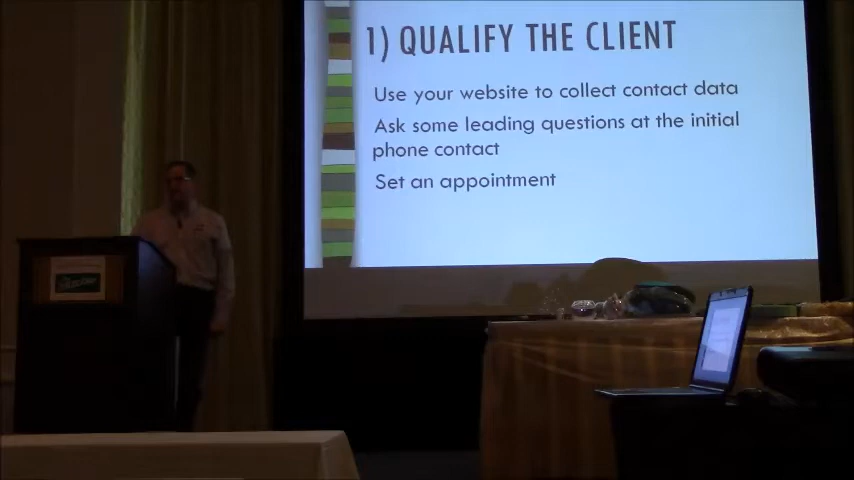 1) QUALIFY THE CLIENT
Use your website to collect contact data
Ask some leading questions at the initial
phone contact
Set an appointment